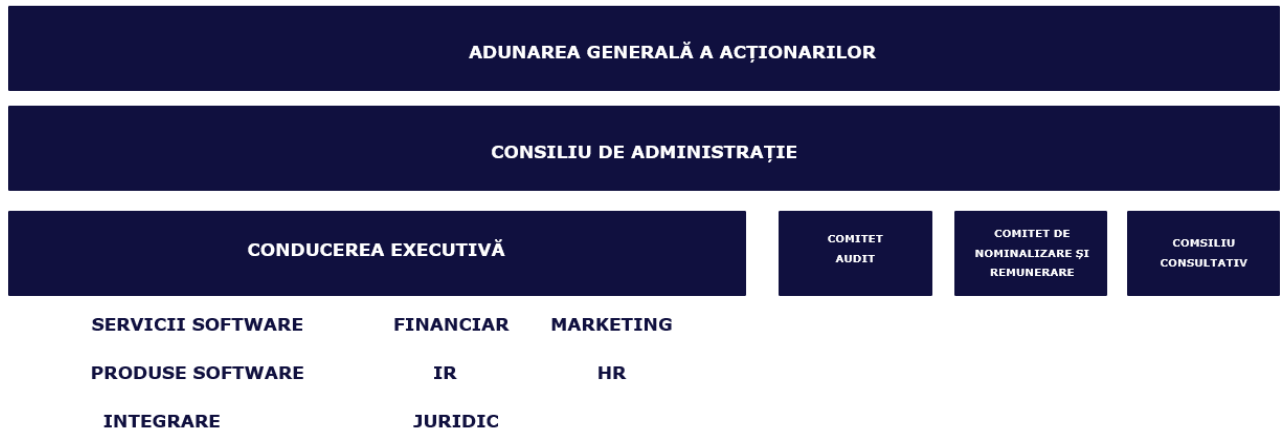 ADUNAREA GENERALĂ A ACȚIONARILOR
CONSILIU DE ADMINISTRAȚIE
CONDUCEREA EXECUTIVĂ
COMITET
AUDIT
COMITET DE
NOMINALIZARE ȘI
REMUNERARE
COMSILIU
CONSULTATIV
SERVICII SOFTWARE FINANCIAR MARKETING
PRODUSE SOFTWARE IR HR
INTEGRARE JURIDIC